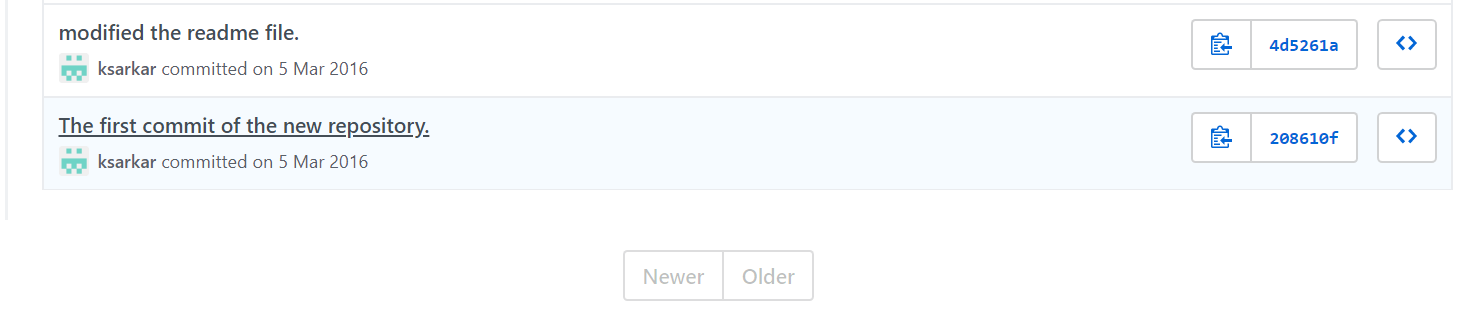 modified the readme file.
4d5261a
ksarkar committed on 5 Mar 2016
The first commit of the new repository.
208610f
ksarkar committed on 5 Mar 2016
Newer Older